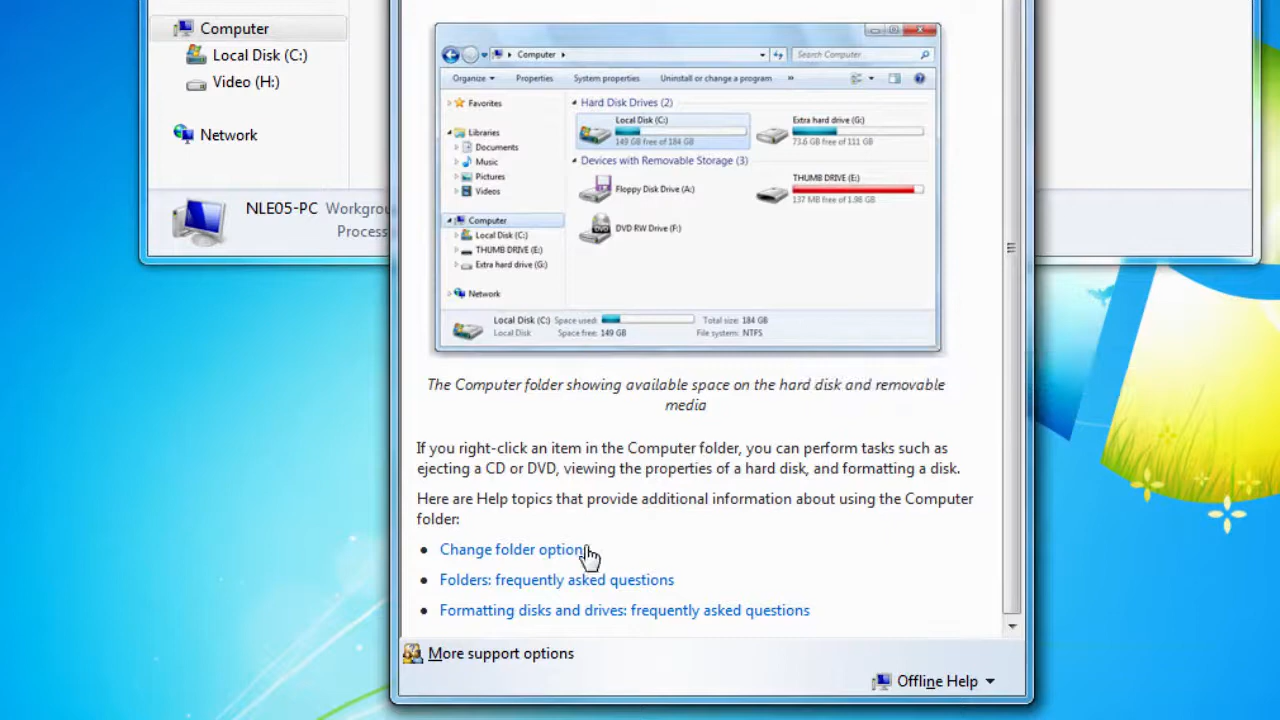 Computer
Local Disk (C:)
Video (H:)
Network
NLE05-PC Workgrou
Process
Computer
Search Computer
Organize Properties System properties Uninstall or change a program »
Favorites
Libraries
Documents
Music
Pictures
Videos
Computer
Local Disk (C:)
THUMB DRIVE (E:)
Extra hard drive (G:)
Network
Hard Disk Drives (2)
Local Disk (C:)
149 GB free of 184 GB
Extra hard drive (G:)
73.6 GB free of 111 GB
Devices with Removable Storage (3)
Floppy Disk Drive (A:)
THUMB DRIVE (E:)
137 MB free of 1.98 GB
DVD
DVD RW Drive (F:)
Local Disk (C:) Space used: Total size: 184 GB
Local Disk Space free: 149 GB File system: NTFS
The Computer folder showing available space on the hard disk and removable
media
If you right-click an item in the Computer folder, you can perform tasks such as
ejecting a CD or DVD, viewing the properties of a hard disk, and formatting a disk.
Here are Help topics that provide additional information about using the Computer
folder:
• Change folder option
• Folders: frequently asked questions
• Formatting disks and drives: frequently asked questions
More support options
Offline Help